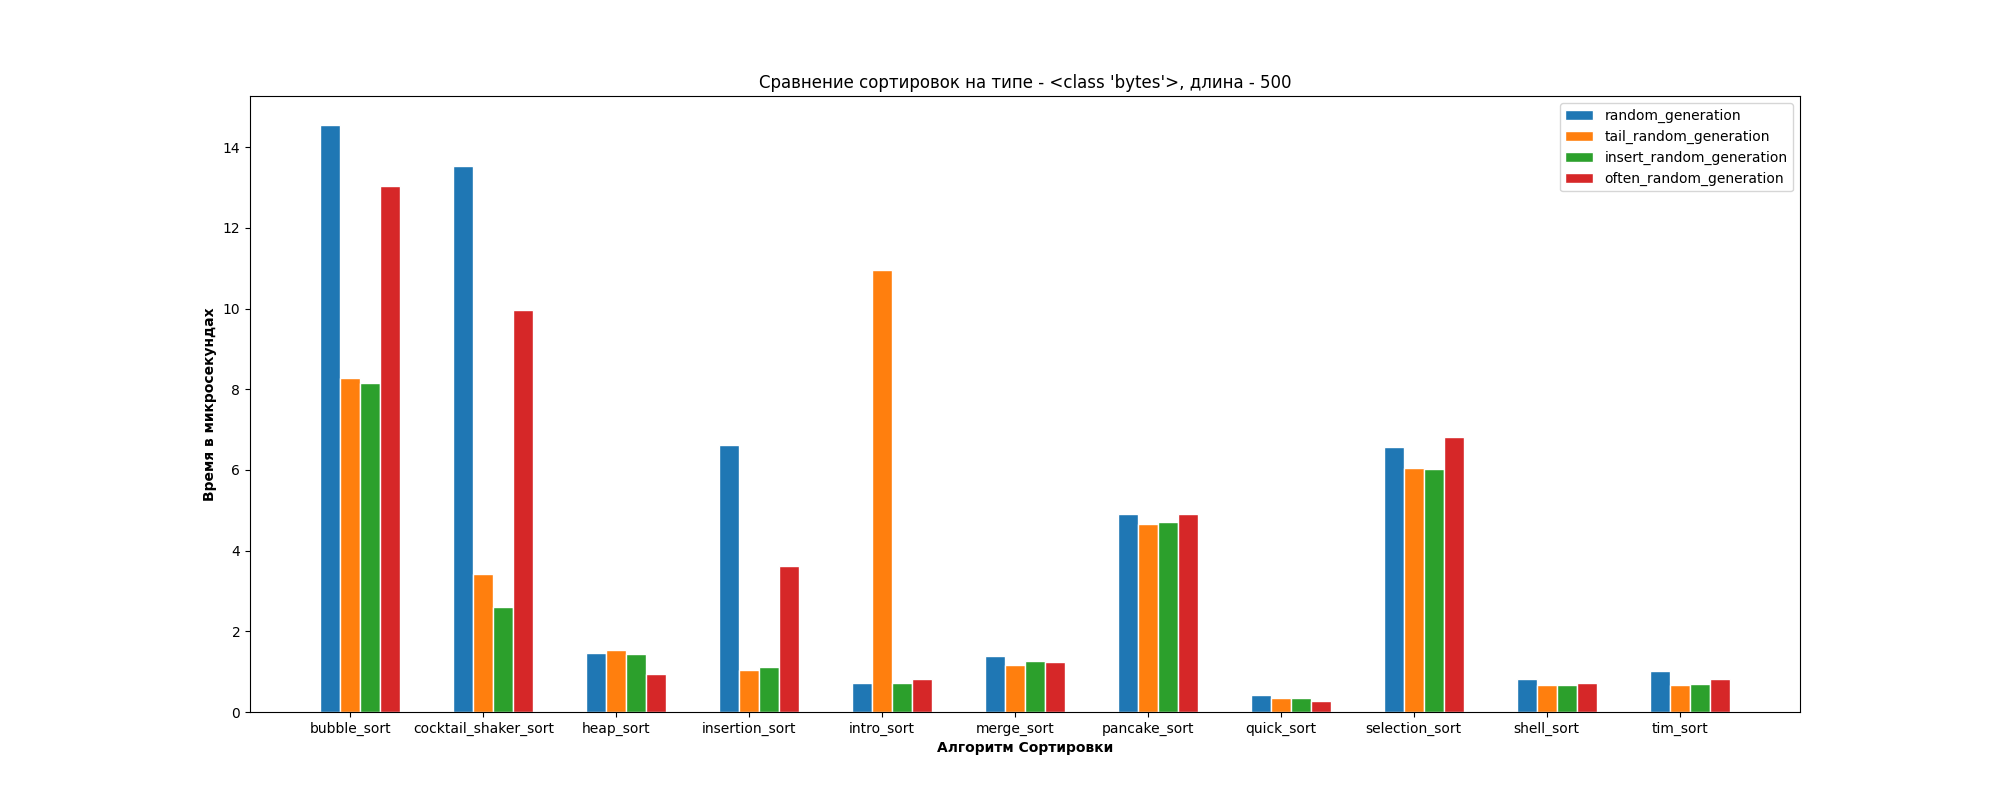 Сравнение сортировок на типе - <class 'bytes'>, длина - 500
random_generation
tail_random_generation
insert_random_generation
often_random_generation
Время в микросекундах
14
12
10
8
6
4
2
0
bubble_sort cocktail_shaker_sort heap_sort insertion_sort intro_sort merge_sort pancake_sort quick_sort selection_sort shell_sort tim_sort
Алгоритм Сортировки